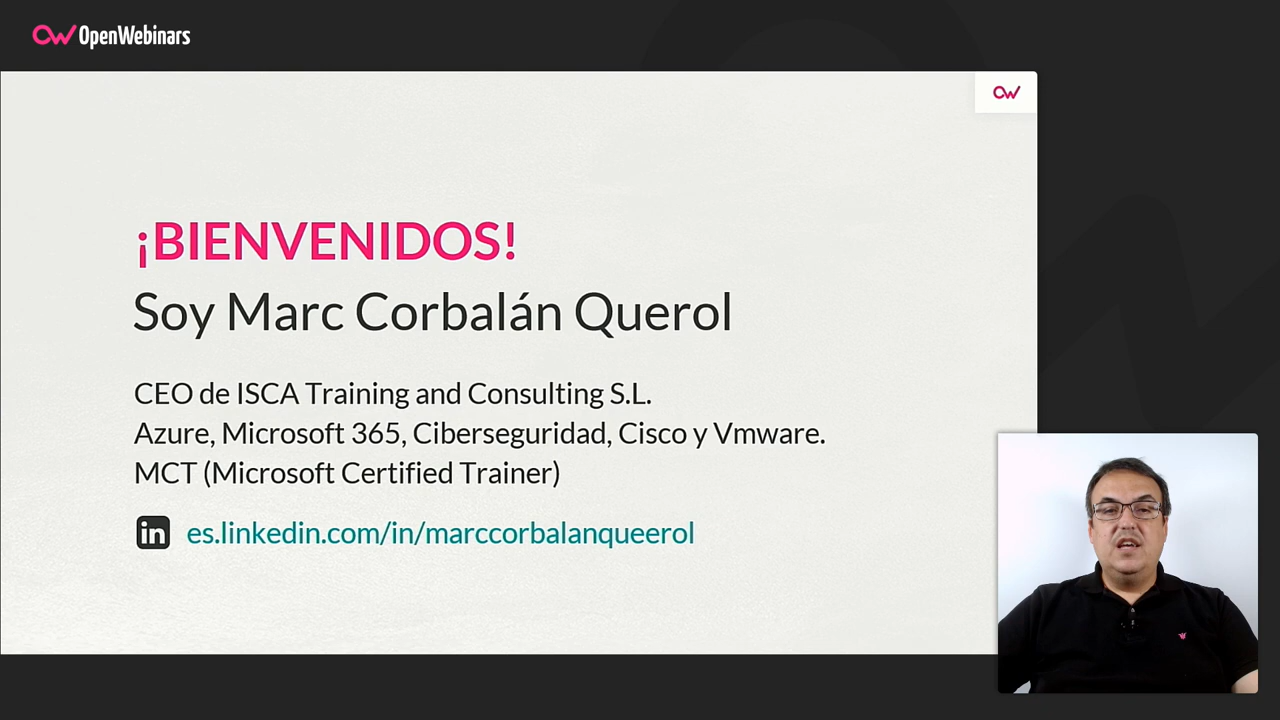 OpenWebinars
¡BIENVENIDOS!
Soy Marc Corbalán Querol
CEO de ISCA Training and Consulting S.L.
Azure, Microsoft 365, Ciberseguridad, Cisco y Vmware.
MCT (Microsoft Certified Trainer)
in es.linkedin.com/in/marccorbalanqueerol